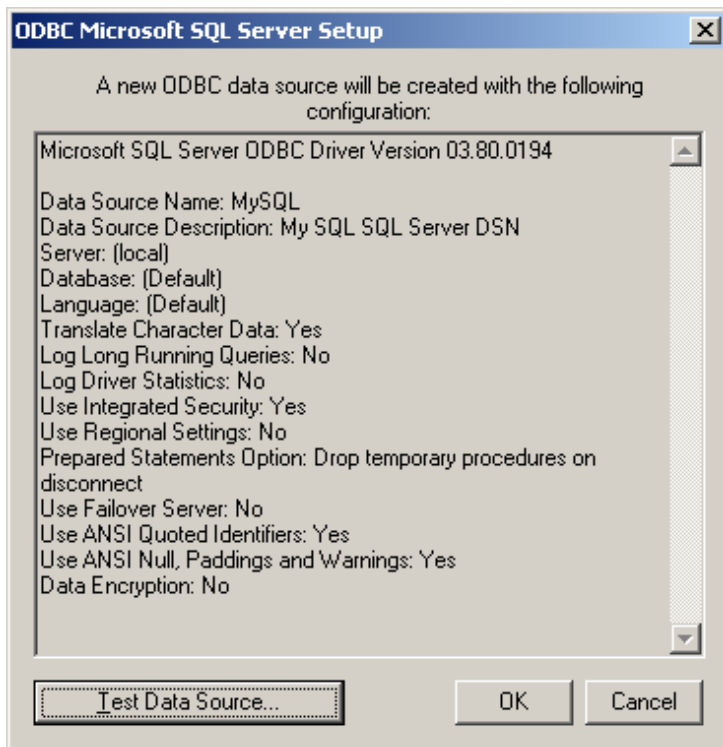 ODBC Microsoft SQL Server Setup
A new ODBC data source will be created with the following
configuration:
Microsoft SQL Server ODBC Driver Version 03.80.0194
Data Source Name: MySQL
Data Source Description: My SQL SQL Server DSN
Server: (local)
Database: (Default)
Language: (Default)
Translate Character Data: Yes
Log Long Running Queries: No
Log Driver Statistics: No
Use Integrated Security: Yes
Use Regional Settings: No
Prepared Statements Option: Drop temporary procedures on
disconnect
Use Failover Server: No
Use ANSI Quoted Identifiers: Yes
Use ANSI Null, Paddings and Warnings: Yes
Data Encryption: No
Test Data Source... OK Cancel